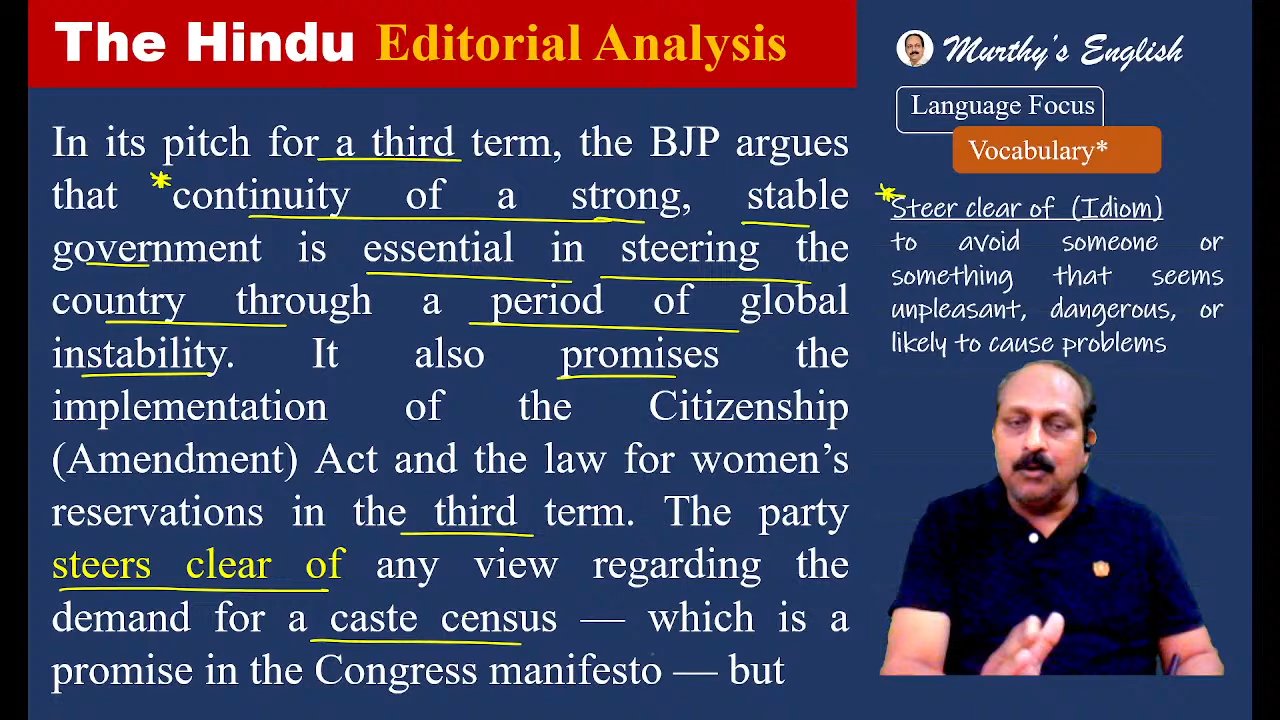 The Hindu Editorial Analysis
In its pitch for a third term, the BJP argues
that *continuity of a strong, stable
government is essential in steering the
country through a period of global
instability. It also promises the
implementation of the Citizenship
(Amendment) Act and the law for women's
reservations in the third term. The party
steers clear of any view regarding the
demand for a caste census — which is a
promise in the Congress manifesto — but
Murthy's English
Language Focus
Vocabulary*
*Steer clear of (Idiom)
to avoid someone or
something that seems
unpleasant, dangerous, or
likely to cause problems